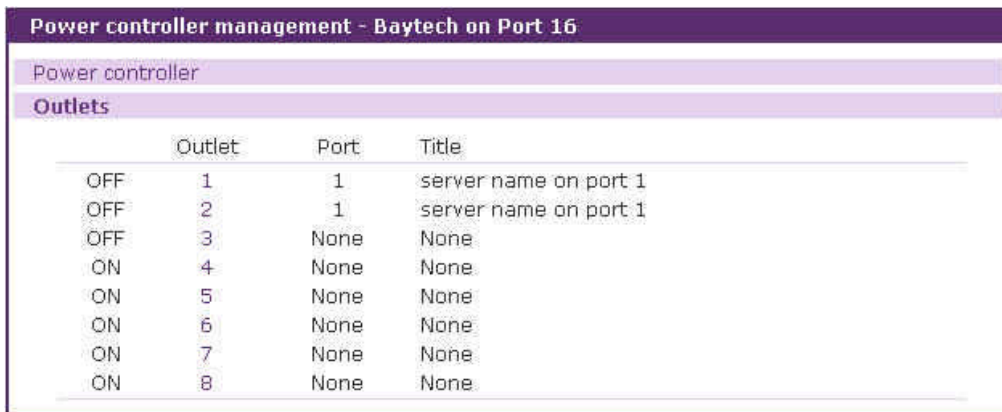 Power controller management - Baytech on Port 16
Power controller
Outlets
Outlet Port Title
OFF 1 1 server name on port 1
OFF 2 1 server name on port 1
OFF 3 None None
ON 4 None None
ON 5 None None
ON 6 None None
ON 7 None None
ON 8 None None